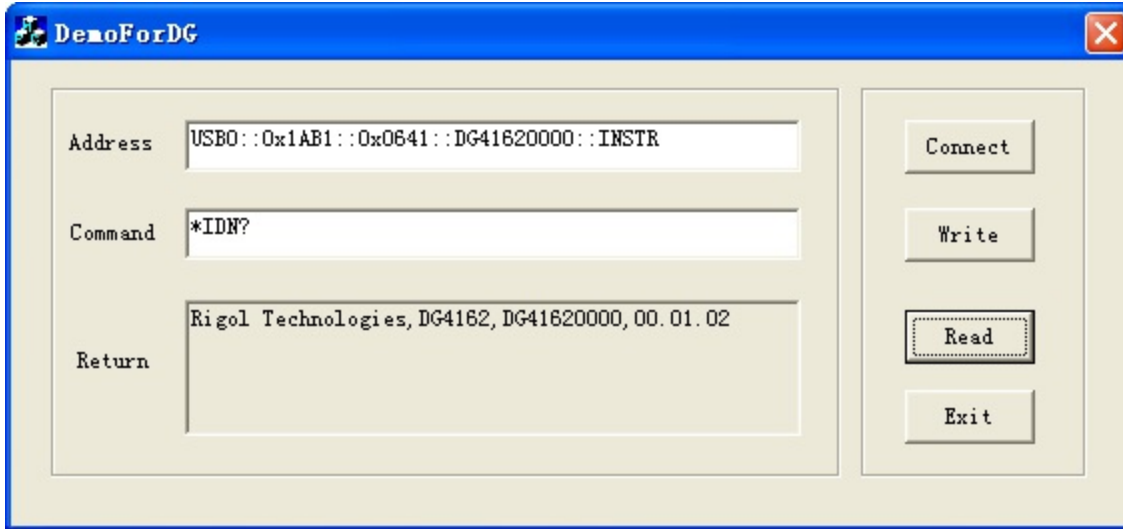 DemoForDG
Address
USB0::0x1AB1::0x0641::DG41620000::INSTR
Connect
Command
*IDN?
Write
Return
Rigol Technologies,DG4162,DG41620000,00.01.02
Read
Exit